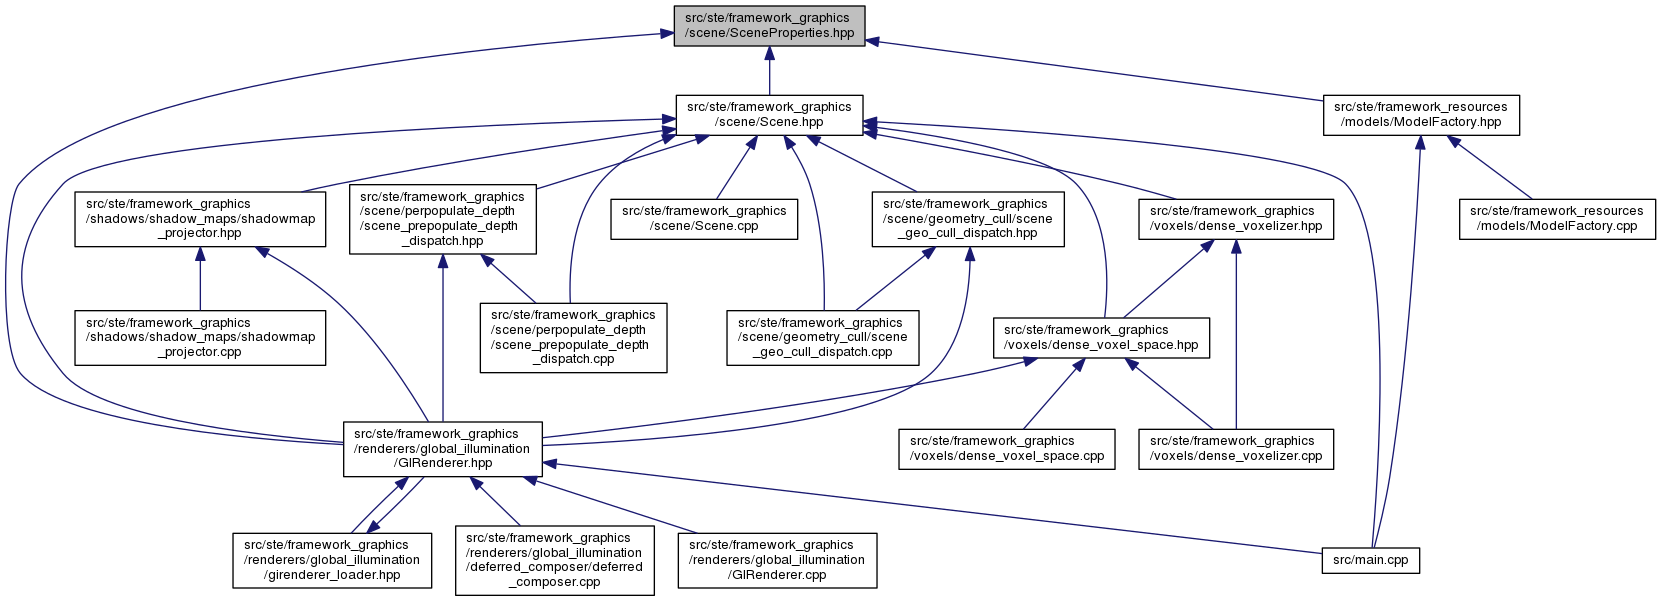 src/ste/framework_graphics
/scene/SceneProperties.hpp
src/ste/framework_graphics
/scene/Scene.hpp
src/ste/framework_resources
/models/ModelFactory.hpp
src/ste/framework_graphics
/shadows/shadow_maps/shadowmap
_projector.hpp
src/ste/framework_graphics
/scene/perpopulate_depth
/scene_prepopulate_depth
_dispatch.hpp
src/ste/framework_graphics
/scene/Scene.cpp
src/ste/framework_graphics
/scene/geometry_cull/scene
_geo_cull_dispatch.hpp
src/ste/framework_graphics
/voxels/dense_voxelizer.hpp
src/ste/framework_resources
/models/ModelFactory.cpp
src/ste/framework_graphics
/shadows/shadow_maps/shadowmap
_projector.cpp
src/ste/framework_graphics
/scene/perpopulate_depth
/scene_prepopulate_depth
_dispatch.cpp
src/ste/framework_graphics
/scene/geometry_cull/scene
_geo_cull_dispatch.cpp
src/ste/framework_graphics
/voxels/dense_voxel_space.hpp
src/ste/framework_graphics
/renderers/global_illumination
/GIRenderer.hpp
src/ste/framework_graphics
/voxels/dense_voxel_space.cpp
src/ste/framework_graphics
/voxels/dense_voxelizer.cpp
src/ste/framework_graphics
/renderers/global_illumination
/girenderer_loader.hpp
src/ste/framework_graphics
/renderers/global_illumination
/deferred_composer/deferred
_composer.cpp
src/ste/framework_graphics
/renderers/global_illumination
/GIRenderer.cpp
src/main.cpp